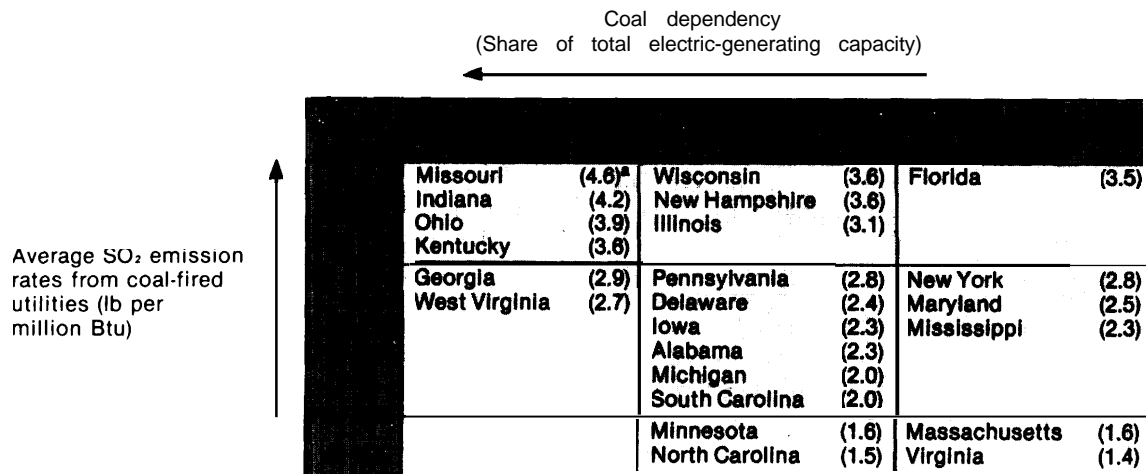 Coal dependency
(Share of total electric-generating capacity)
Missouri (4.6)ª Wisconsin (3.6) Florida (3.5)
Indiana (4.2) New Hampshire (3.6)
Ohio (3.9) Illinois (3.1)
Kentucky (3.6)
Average SO₂ emission
rates from coal-fired
utilities (lb per
million Btu)
Georgia (2.9) Pennsylvania (2.8) New York (2.8)
West Virginia (2.7) Delaware (2.4) Maryland (2.5)
Iowa (2.3) Mississippi (2.3)
Alabama (2.3)
Michigan (2.0)
South Carolina (2.0)
Minnesota (1.6) Massachusetts (1.6)
North Carolina (1.5) Virginia (1.4)